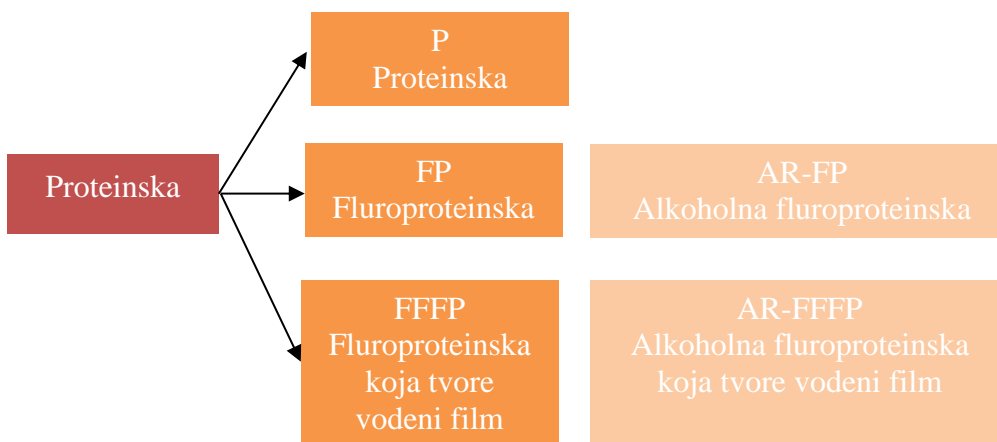 P
Proteinska
Proteinska
FP
Fluroproteinska
AR-FP
Alkoholna fluroproteinska
FFFP
Fluroproteinska
koja tvore
vodeni film
AR-FFFP
Alkoholna fluroproteinska
koja tvore vodeni film